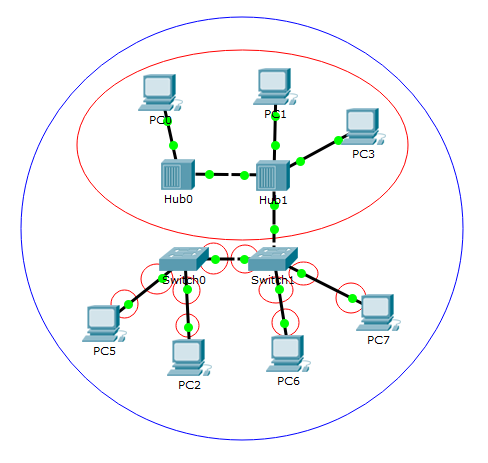 PC0
PC1
PC3
Hub0
Hub1
Switch0
Switch1
PC5
PC2
PC6
PC7